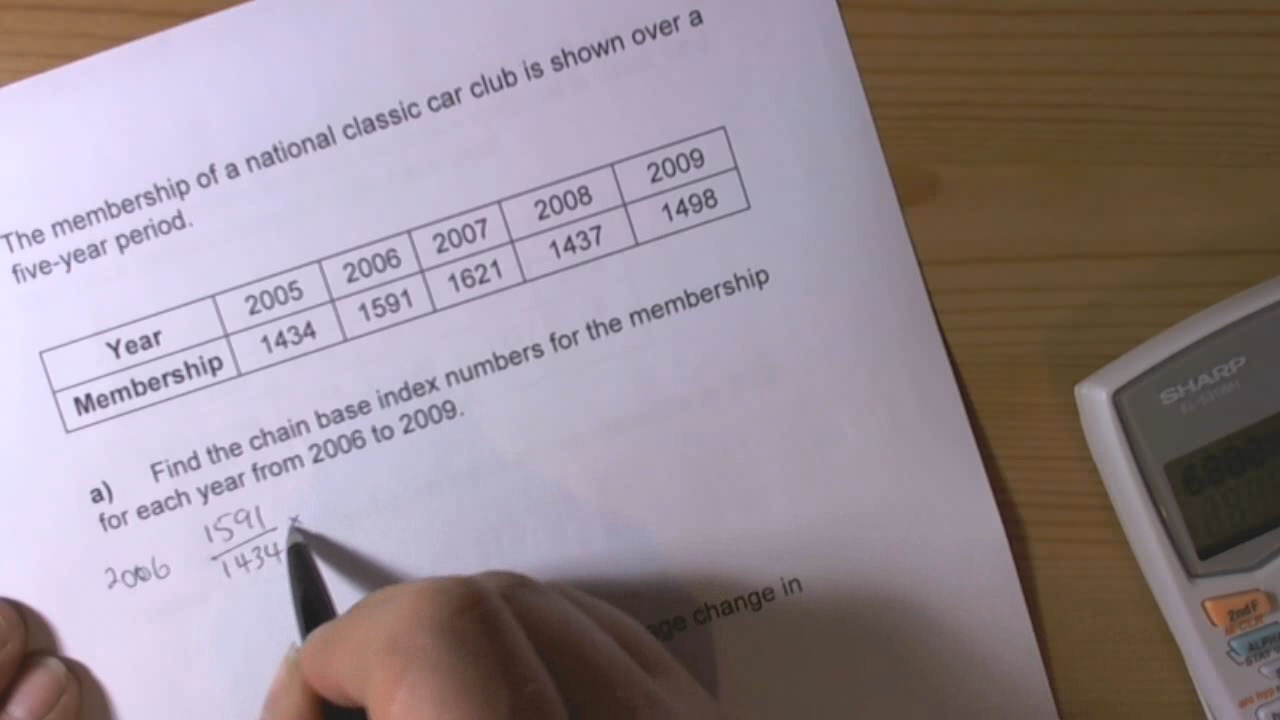 The membership of a national classic car club is shown over a
five-year period.
Year 2005 2006 2007 2008 2009
Membership 1434 1591 1621 1437 1498
a) Find the chain base index numbers for the membership
for each year from 2006 to 2009.
2006 1591 ×
1434
change in
SHARP
2nd F